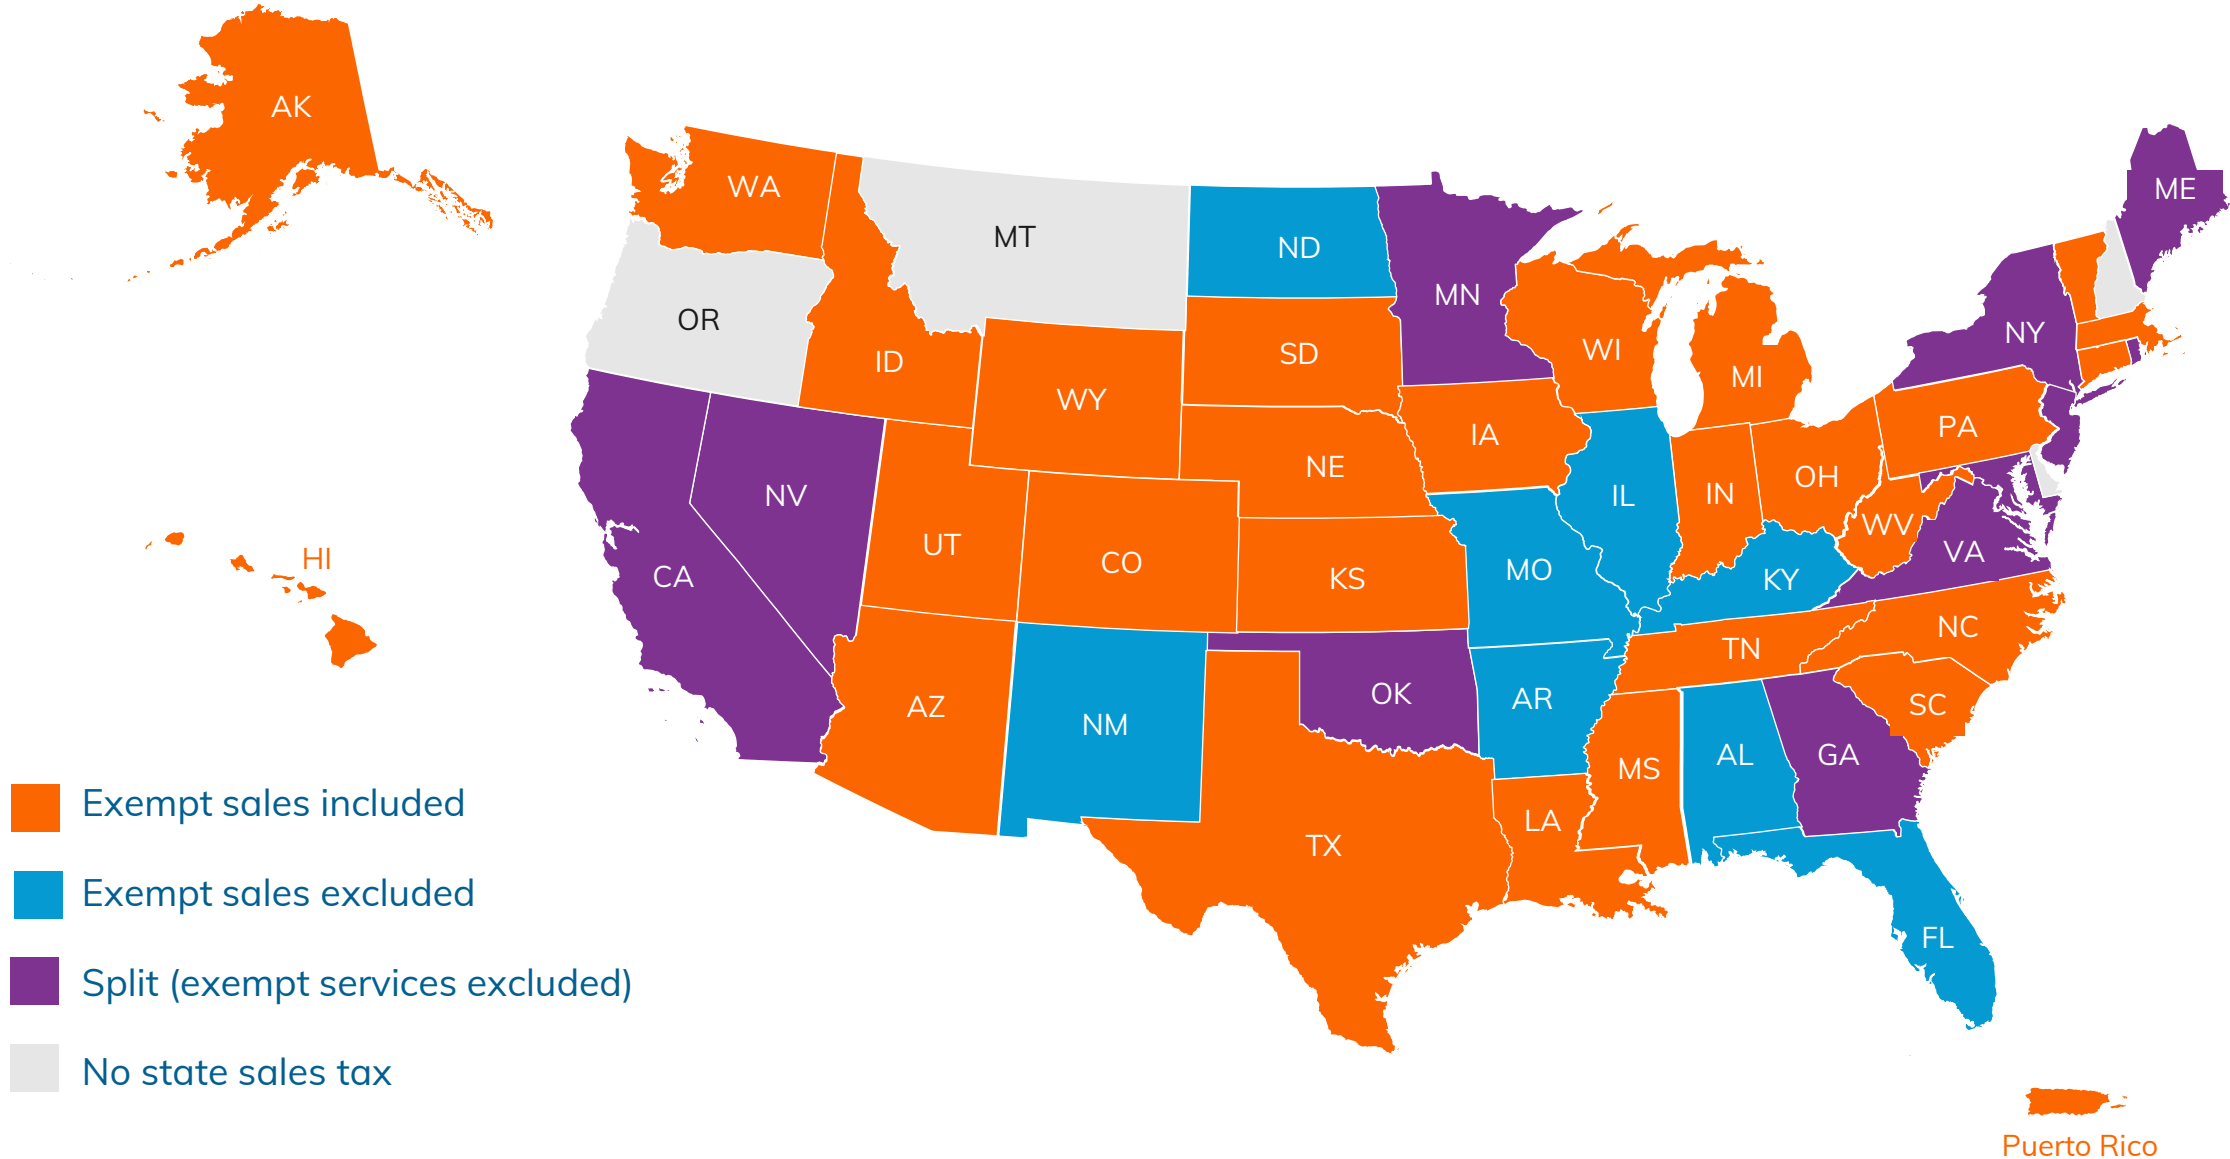 AK
WA
MT
ND
MN
ME
OR
ID
WY
SD
WI
MI
NY
NV
UT
CO
NE
IA
IL
IN
OH
PA
WV
VA
HI
CA
KS
MO
KY
TN
NC
AZ
NM
OK
AR
SC
MS
AL
GA
TX
LA
FL
Exempt sales included
Exempt sales excluded
Split (exempt services excluded)
No state sales tax
Puerto Rico